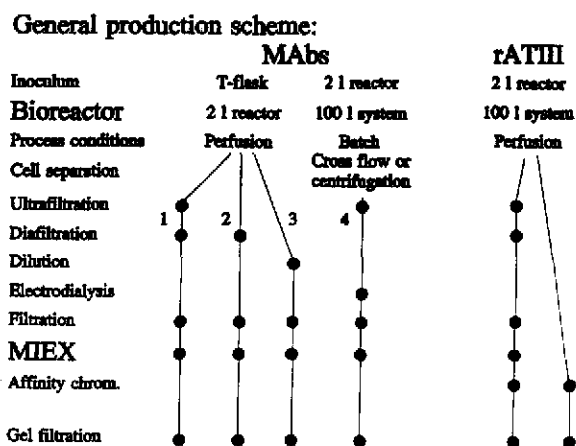 General production scheme:
MAbs rATIII
Inoculum T-flask 2 l reactor 2 l reactor
Bioreactor 2 l reactor 100 l system 100 l system
Process conditions Perfusion Batch Perfusion
Cell separation Cross flow or
centrifugation
Ultrafiltration
1 2 3 4
Diafiltration
Dilution
Electrodialysis
Filtration
MIEX
Affinity chrom.
Gel filtration